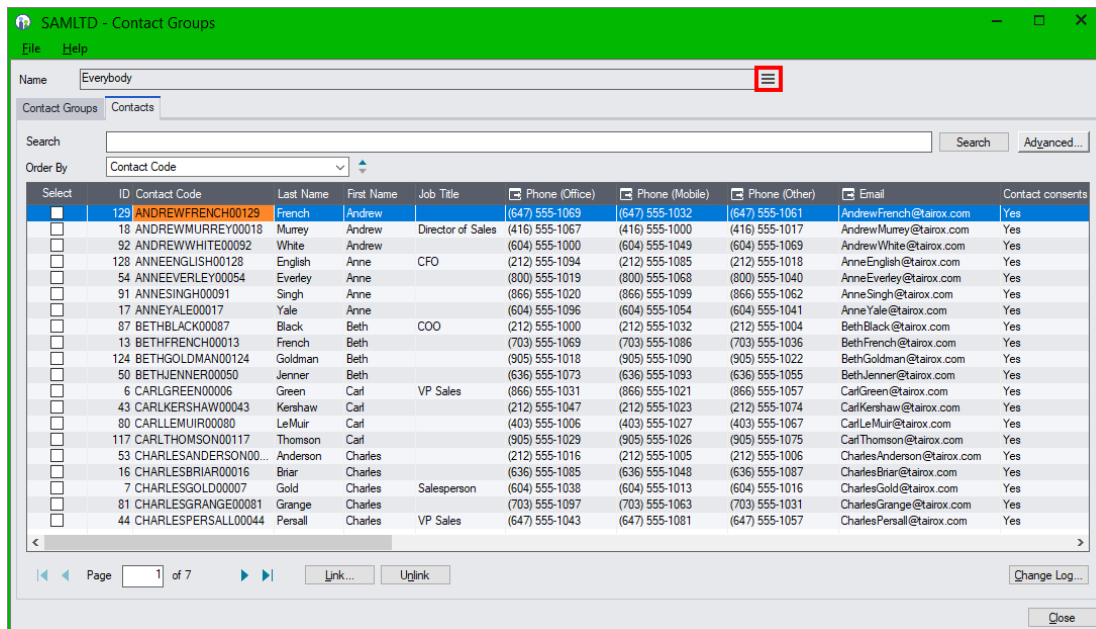 SAMLTD - Contact Groups
File Help
Name Everybody
Contact Groups Contacts
Search Search Advanced...
Order By Contact Code
Select ID Contact Code Last Name First Name Job Title Phone (Office) Phone (Mobile) Phone (Other) Email Contact consents
129 ANDREWFRENCH00129 French Andrew (647) 555-1069 (647) 555-1032 (647) 555-1061 AndrewFrench@tairox.com Yes
18 ANDREWMURREY00018 Murrey Andrew Director of Sales (416) 555-1067 (416) 555-1000 (416) 555-1017 AndrewMurrey@tairox.com Yes
92 ANDREWWHITE00092 White Andrew (604) 555-1000 (604) 555-1049 (604) 555-1069 AndrewWhite@tairox.com Yes
128 ANNEENGLISH00128 English Anne CFO (212) 555-1094 (212) 555-1085 (212) 555-1018 AnneEnglish@tairox.com Yes
54 ANNEEVERLEY00054 Everley Anne (800) 555-1019 (800) 555-1068 (800) 555-1040 AnneEverley@tairox.com Yes
91 ANNESINGH00091 Singh Anne (866) 555-1020 (866) 555-1099 (866) 555-1062 AnneSingh@tairox.com Yes
17 ANNEYALE00017 Yale Anne (604) 555-1096 (604) 555-1054 (604) 555-1041 AnneYale@tairox.com Yes
87 BETHBLACK00087 Black Beth COO (212) 555-1000 (212) 555-1032 (212) 555-1004 BethBlack@tairox.com Yes
13 BETHFRENCH00013 French Beth (703) 555-1069 (703) 555-1086 (703) 555-1036 BethFrench@tairox.com Yes
124 BETHGOLDMAN00124 Goldman Beth (905) 555-1018 (905) 555-1090 (905) 555-1022 BethGoldman@tairox.com Yes
50 BETHJENNER00050 Jenner Beth (636) 555-1073 (636) 555-1093 (636) 555-1055 BethJenner@tairox.com Yes
6 CARLGREEN00006 Green Carl VP Sales (866) 555-1031 (866) 555-1021 (866) 555-1057 CarlGreen@tairox.com Yes
43 CARLKERSHAW00043 Kershaw Carl (212) 555-1047 (212) 555-1023 (212) 555-1074 CarlKershaw@tairox.com Yes
80 CARLLEMUIR00080 LeMuir Carl (403) 555-1006 (403) 555-1027 (403) 555-1067 CarlLeMuir@tairox.com Yes
117 CARLTHOMSON00117 Thomson Carl (905) 555-1029 (905) 555-1026 (905) 555-1075 CarlThomson@tairox.com Yes
53 CHARLESANDERSON00... Anderson Charles (212) 555-1016 (212) 555-1005 (212) 555-1006 CharlesAnderson@tairox.com Yes
16 CHARLESBRIAR00016 Briar Charles (636) 555-1085 (636) 555-1048 (636) 555-1087 CharlesBriar@tairox.com Yes
7 CHARLESGOLD00007 Gold Charles Salesperson (604) 555-1038 (604) 555-1013 (604) 555-1016 CharlesGold@tairox.com Yes
81 CHARLESGRANGE00081 Grange Charles (703) 555-1097 (703) 555-1063 (703) 555-1031 CharlesGrange@tairox.com Yes
44 CHARLESPERSALL00044 Persall Charles VP Sales (647) 555-1043 (647) 555-1081 (647) 555-1057 CharlesPersall@tairox.com Yes
Page 1 of 7 Link... Unlink Change Log...
Close